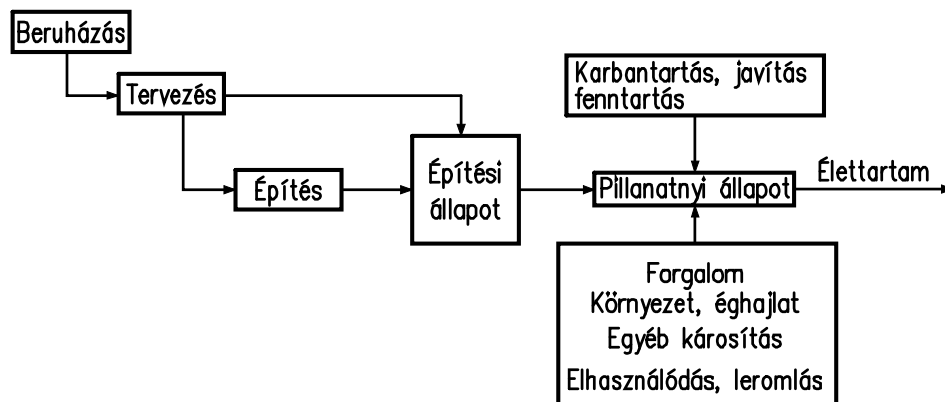 Beruházás
Tervezés
Építés
Építési
állapot
Karbantartás, javítás
fenntartás
Pillanatnyi állapot
Élettartam
Forgalom
Környezet, éghajlat
Egyéb károsítás
Elhasználódás, leromlás